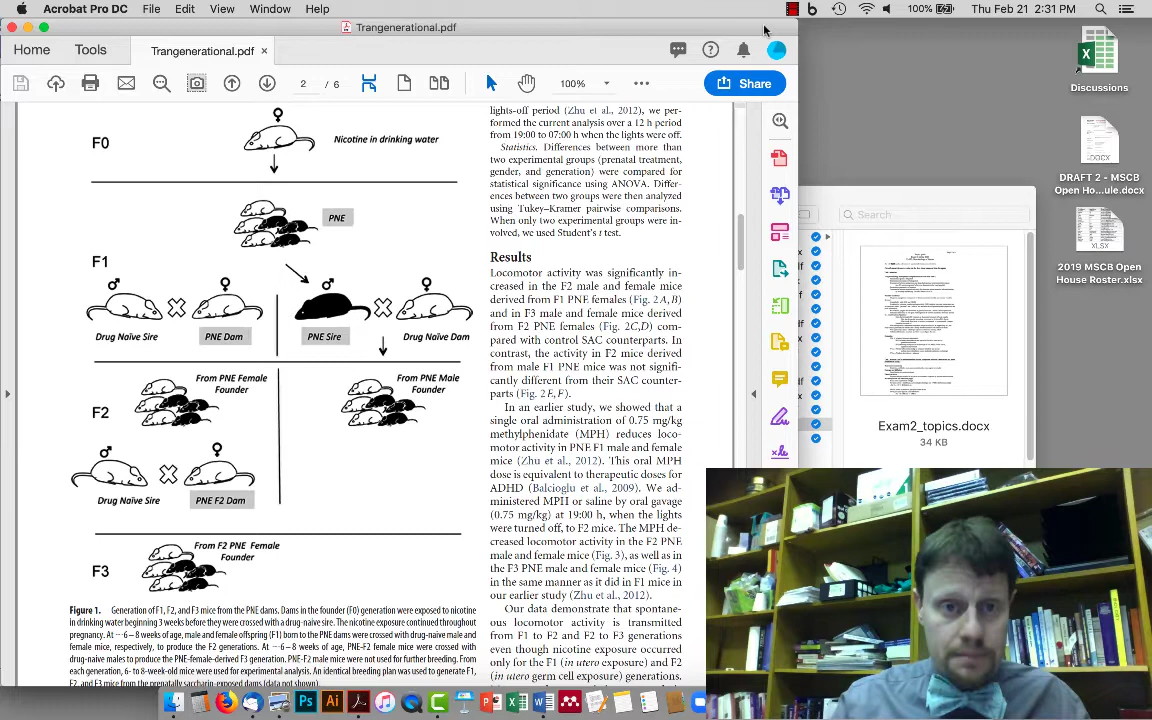 Acrobat Pro DC File Edit View Window Help
100% Thu Feb 21 2:31 PM
Trangenerational.pdf
Home Tools Trangenerational.pdf ×
2 / 6 100% Share
F0
Nicotine in drinking water
PNE
F1
Drug Naïve Sire PNE Dam PNE Sire Drug Naïve Dam
From PNE Female
Founder
From PNE Male
Founder
F2
Drug Naïve Sire PNE F2 Dam
From F2 PNE Female
Founder
F3
Figure 1. Generation of F1, F2, and F3 mice from the PNE dams. Dams in the founder (F0) generation were exposed to nicotine
in drinking water beginning 3 weeks before they were crossed with a drug-naive sire. The nicotine exposure continued throughout
pregnancy. At ∼6–8 weeks of age, male and female offspring (F1) born to the PNE dams were crossed with drug-naive male and
female mice, respectively, to produce the F2 generations. At ∼6–8 weeks of age, PNE-F2 female mice were crossed with
drug-naive males to produce the PNE-female-derived F3 generation. PNE-F2 male mice were not used for further breeding. From
each generation, 6- to 8-week-old mice were used for experimental analysis. An identical breeding plan was used to generate F1,
F2, and F3 mice from the prenatally saccharin-exposed dams (data not shown).
lights-off period (Zhu et al., 2012), we per-
formed the current analysis over a 12 h period
from 19:00 to 07:00 h when the lights were off.
Statistics. Differences between more than
two experimental groups (prenatal treatment,
gender, and generation) were compared for
statistical significance using ANOVA. Differ-
ences between two groups were then analyzed
using Tukey–Kramer pairwise comparisons.
When only two experimental groups were in-
volved, we used Student's t test.
Results
Locomotor activity was significantly in-
creased in the F2 male and female mice
derived from F1 PNE females (Fig. 2A,B)
and in F3 male and female mice derived
from F2 PNE females (Fig. 2C,D) com-
pared with control SAC counterparts. In
contrast, the activity in F2 mice derived
from male F1 PNE mice was not signifi-
cantly different from their SAC counter-
parts (Fig. 2E,F).
In an earlier study, we showed that a
single oral administration of 0.75 mg/kg
methylphenidate (MPH) reduces loco-
motor activity in PNE F1 male and female
mice (Zhu et al., 2012). This oral MPH
dose is equivalent to therapeutic doses for
ADHD (Balcioglu et al., 2009). We ad-
ministered MPH or saline by oral gavage
(0.75 mg/kg) at 19:00 h, when the lights
were turned off, to F2 mice. The MPH de-
creased locomotor activity in the F2 PNE
male and female mice (Fig. 3), as well as in
the F3 PNE male and female mice (Fig. 4)
in the same manner as it did in F1 mice in
our earlier study (Zhu et al., 2012).
Our data demonstrate that spontane-
ous locomotor activity is transmitted
from F1 to F2 and F2 to F3 generations
even though nicotine exposure occurred
only for the F1 (in utero exposure) and F2
(in utero germ cell exposure) generations.
Search
Exam2_topics.docx
34 KB
Discussions
DOCX
DRAFT 2 - MSCB
Open Ho...ule.docx
XLSX
2019 MSCB Open
House Roster.xlsx